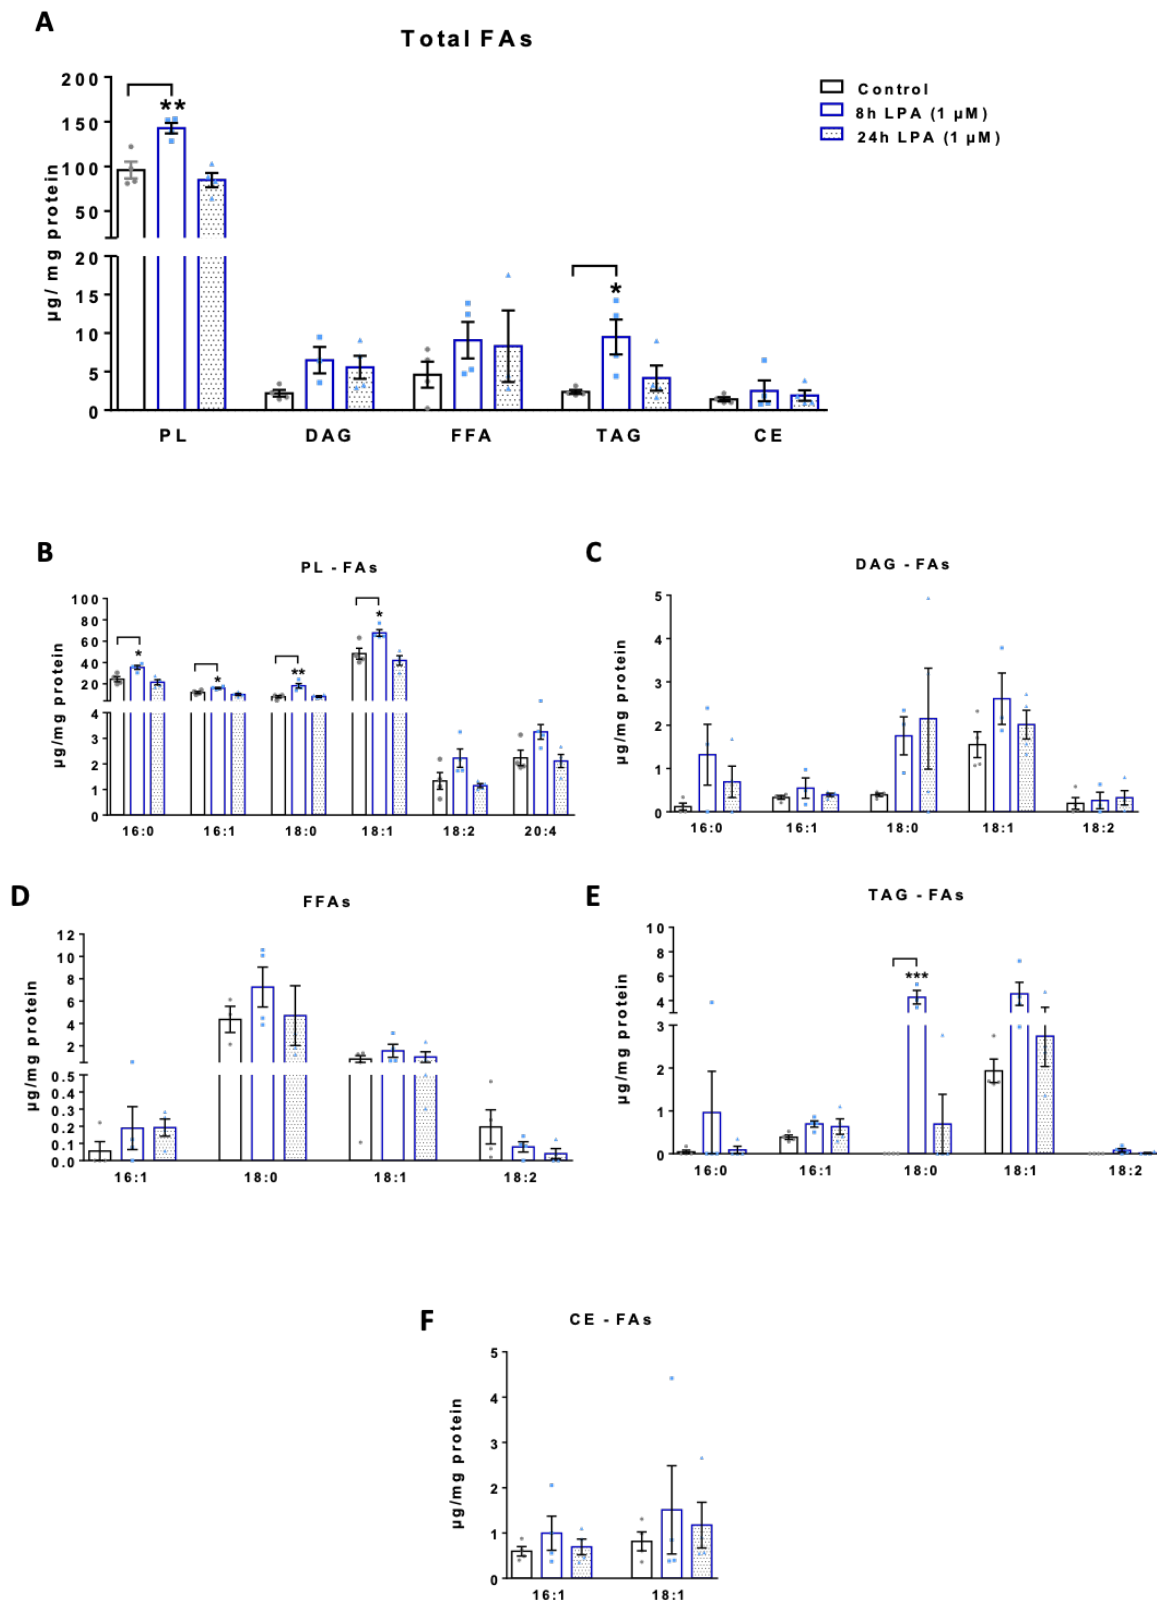 A
Total FAs
Control
8h LPA (1 µM)
24h LPA (1 µM)
µg/mg protein
200
150
100
50
20
15
10
5
0
**
*
PL DAG FFA TAG CE
B
PL - FAs
µg/mg protein
100
80
60
40
20
4
3
2
1
0
*
*
**
*
16:0 16:1 18:0 18:1 18:2 20:4
C
DAG - FAs
µg/mg protein
5
4
3
2
1
0
16:0 16:1 18:0 18:1 18:2
D
FFAs
µg/mg protein
12
10
8
6
4
2
0.5
0.4
0.3
0.2
0.1
0.0
16:1 18:0 18:1 18:2
E
TAG - FAs
µg/mg protein
10
8
6
4
3
2
1
0
***
16:0 16:1 18:0 18:1 18:2
F
CE - FAs
µg/mg protein
5
4
3
2
1
0
16:1 18:1